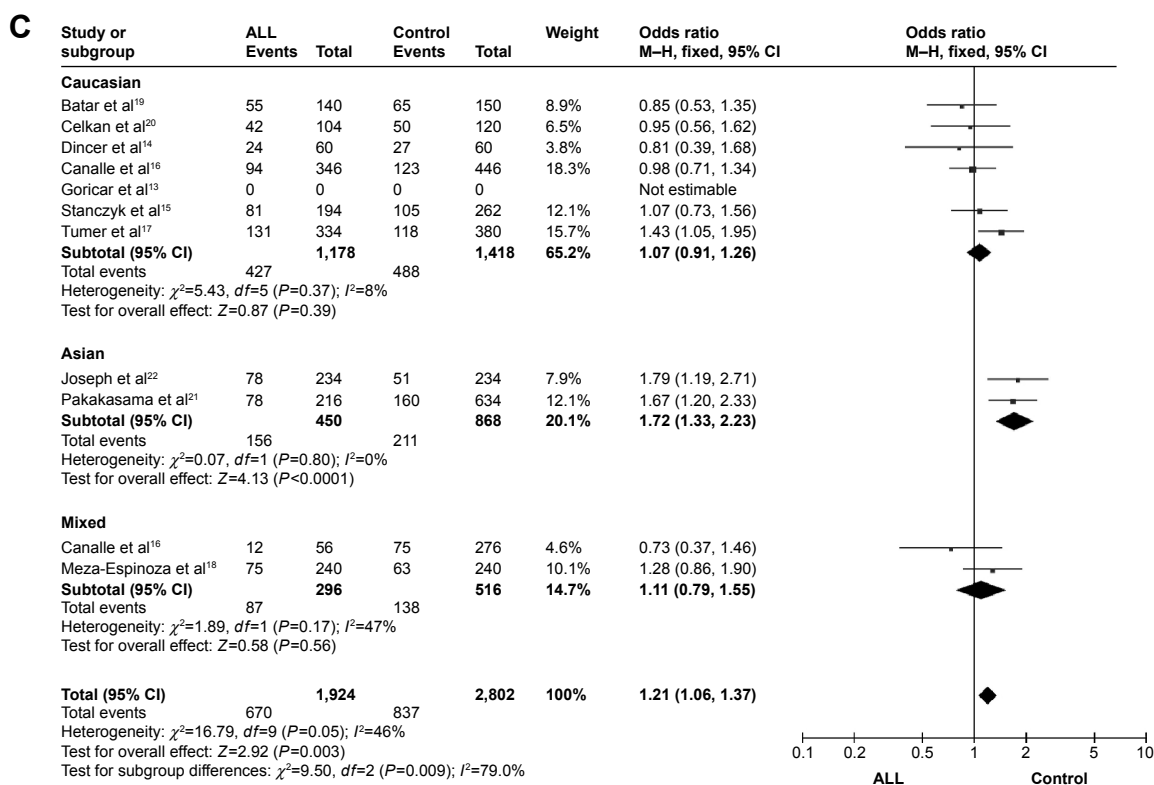 C
Study or subgroup ALL Events Total Control Events Total Weight Odds ratio M–H, fixed, 95% CI Odds ratio M–H, fixed, 95% CI
Caucasian
Batar et al19 55 140 65 150 8.9% 0.85 (0.53, 1.35)
Celkan et al20 42 104 50 120 6.5% 0.95 (0.56, 1.62)
Dincer et al14 24 60 27 60 3.8% 0.81 (0.39, 1.68)
Canalle et al16 94 346 123 446 18.3% 0.98 (0.71, 1.34)
Goricar et al13 0 0 0 0 Not estimable
Stanczyk et al15 81 194 105 262 12.1% 1.07 (0.73, 1.56)
Tumer et al17 131 334 118 380 15.7% 1.43 (1.05, 1.95)
Subtotal (95% CI) 1,178 1,418 65.2% 1.07 (0.91, 1.26)
Total events 427 488
Heterogeneity: χ²=5.43, df=5 (P=0.37); I²=8%
Test for overall effect: Z=0.87 (P=0.39)
Asian
Joseph et al22 78 234 51 234 7.9% 1.79 (1.19, 2.71)
Pakakasama et al21 78 216 160 634 12.1% 1.67 (1.20, 2.33)
Subtotal (95% CI) 450 868 20.1% 1.72 (1.33, 2.23)
Total events 156 211
Heterogeneity: χ²=0.07, df=1 (P=0.80); I²=0%
Test for overall effect: Z=4.13 (P<0.0001)
Mixed
Canalle et al16 12 56 75 276 4.6% 0.73 (0.37, 1.46)
Meza-Espinoza et al18 75 240 63 240 10.1% 1.28 (0.86, 1.90)
Subtotal (95% CI) 296 516 14.7% 1.11 (0.79, 1.55)
Total events 87 138
Heterogeneity: χ²=1.89, df=1 (P=0.17); I²=47%
Test for overall effect: Z=0.58 (P=0.56)
Total (95% CI) 1,924 2,802 100% 1.21 (1.06, 1.37)
Total events 670 837
Heterogeneity: χ²=16.79, df=9 (P=0.05); I²=46%
Test for overall effect: Z=2.92 (P=0.003)
Test for subgroup differences: χ²=9.50, df=2 (P=0.009); I²=79.0%
0.1 0.2 0.5 1 2 5 10
ALL Control